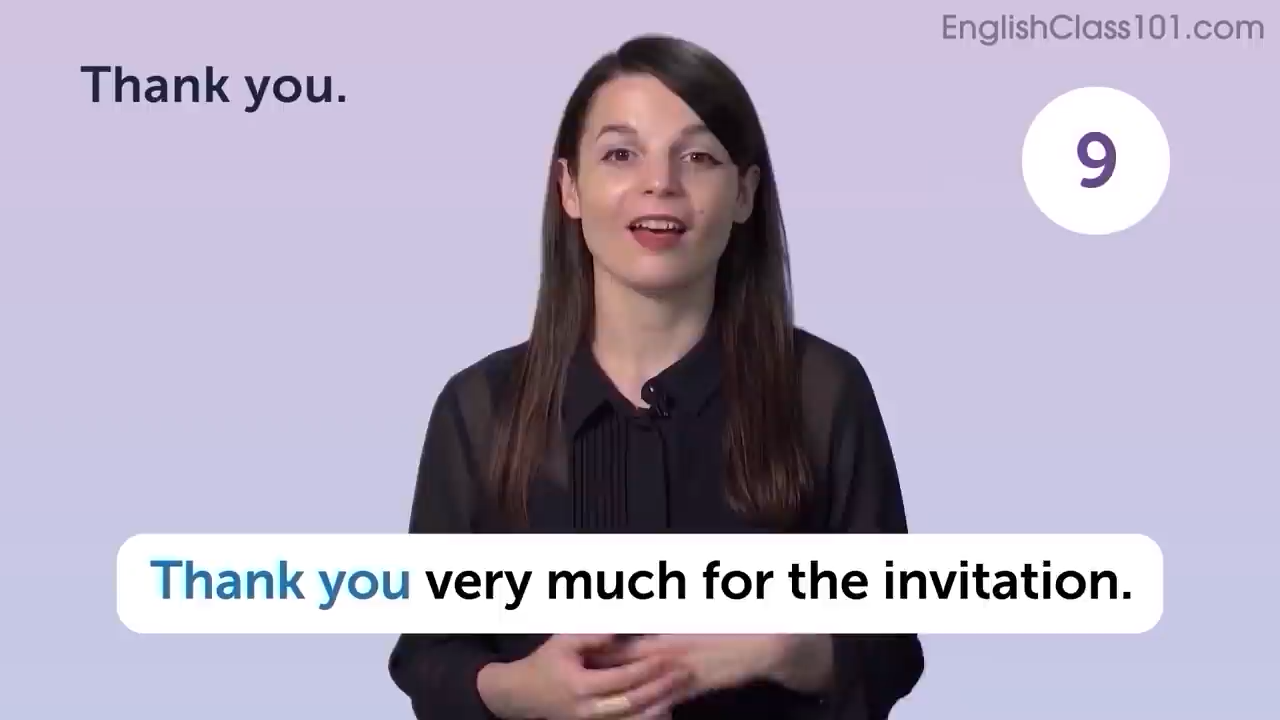 EnglishClass101.com
Thank you.
9
Thank you very much for the invitation.